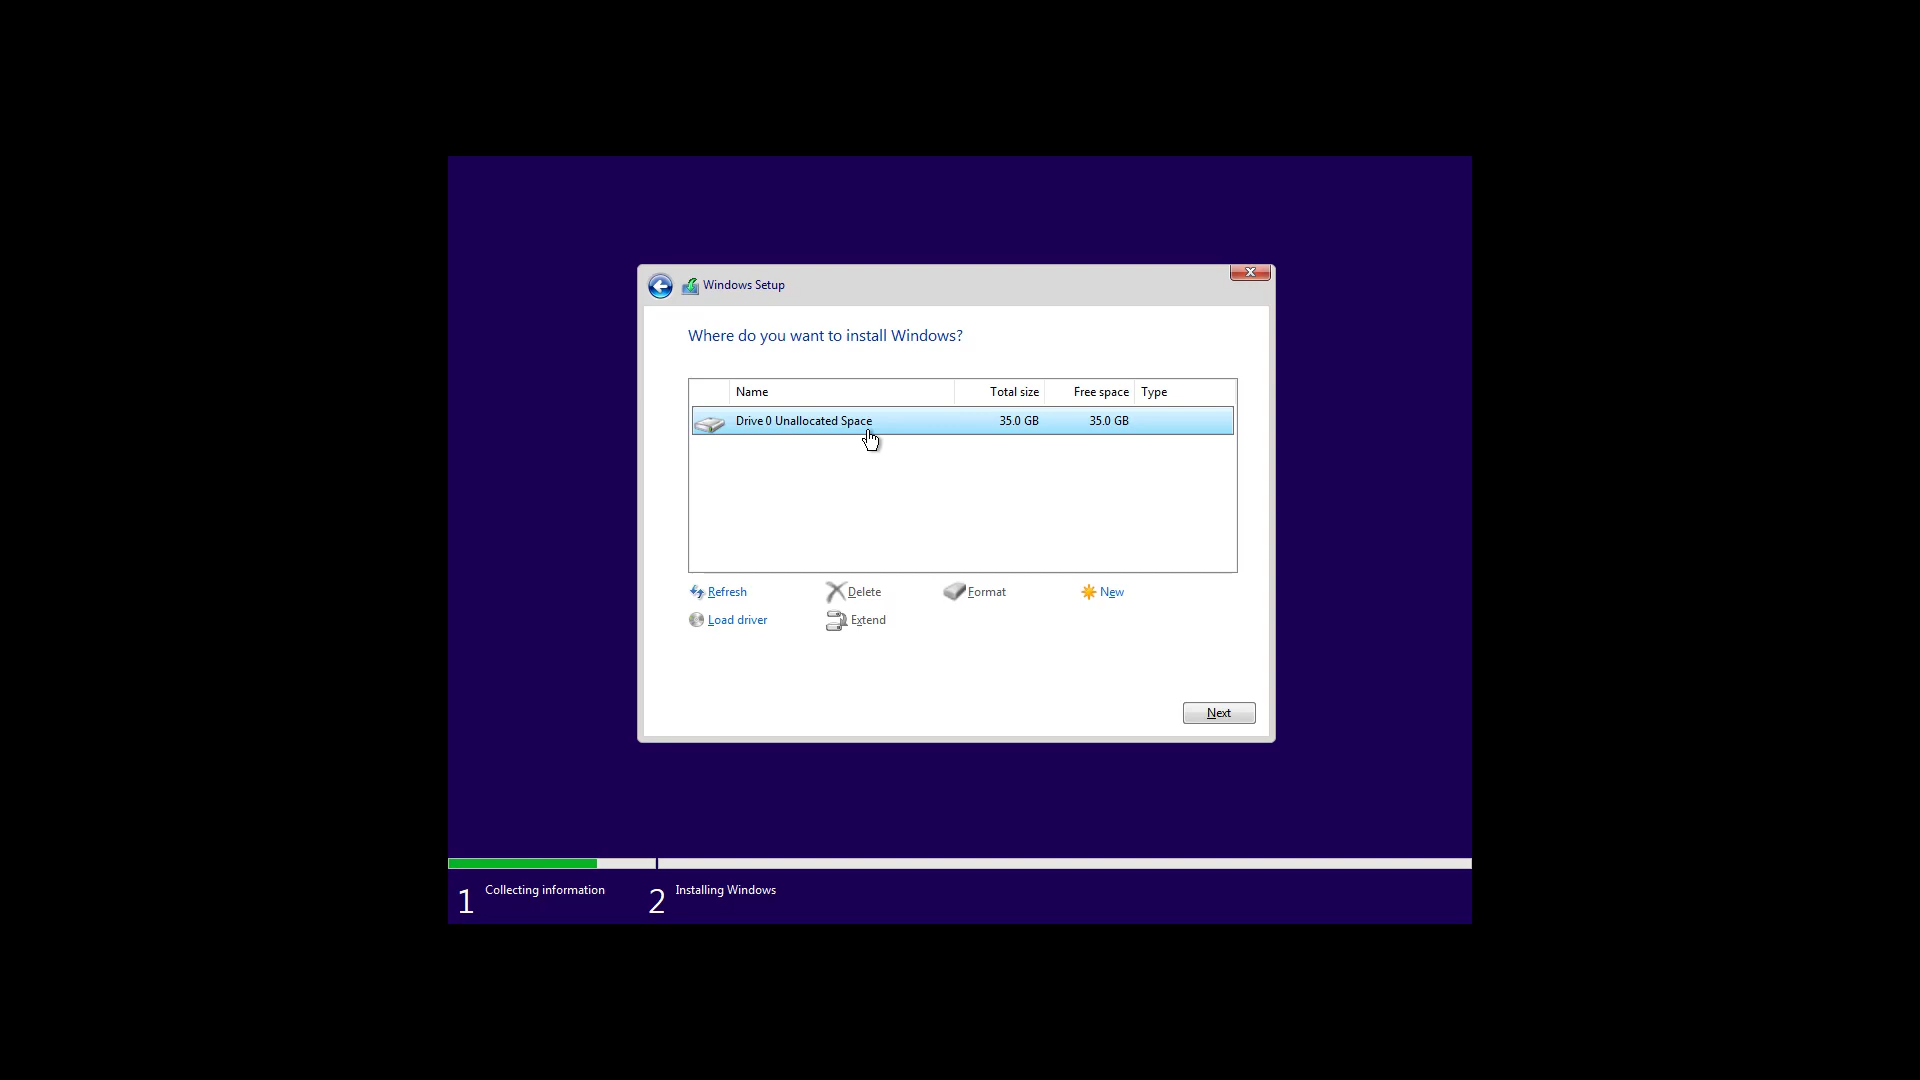 Windows Setup
Where do you want to install Windows?
Name Total size Free space Type
Drive 0 Unallocated Space 35.0 GB 35.0 GB
Refresh Delete Format New
Load driver Extend
Next
1 Collecting information 2 Installing Windows